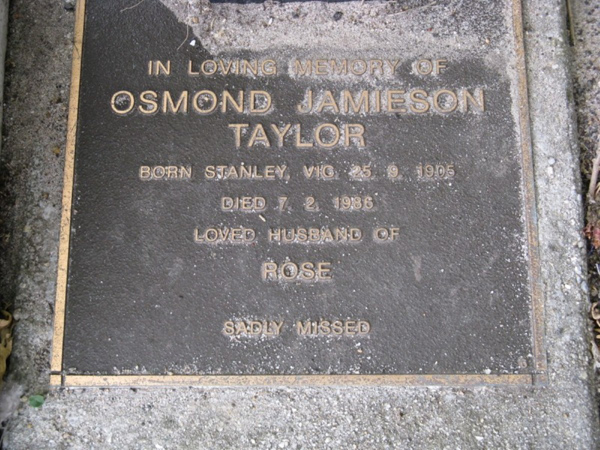 IN LOVING MEMORY OF
OSMOND JAMIESON
TAYLOR
BORN STANLEY, VIC. 25. 9. 1905
DIED 7. 2. 1986
LOVED HUSBAND OF
ROSE
SADLY MISSED